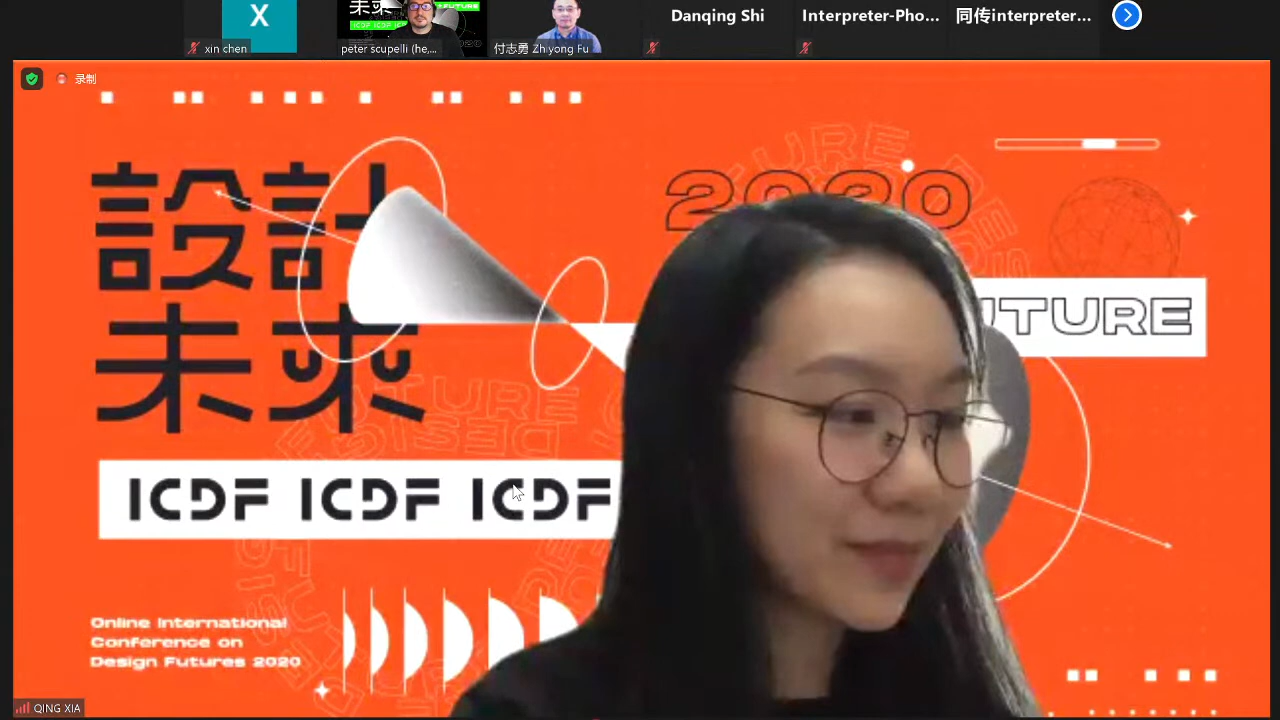 X
Danqing Shi
Interpreter-Pho...
同传interpreter...
xin chen
peter scupelli (he,...
付志勇 Zhiyong Fu
录制
設計
未來
2020
UTURE
ICDF ICDF ICDF
Online International
Conference on
Design Futures 2020
QING XIA